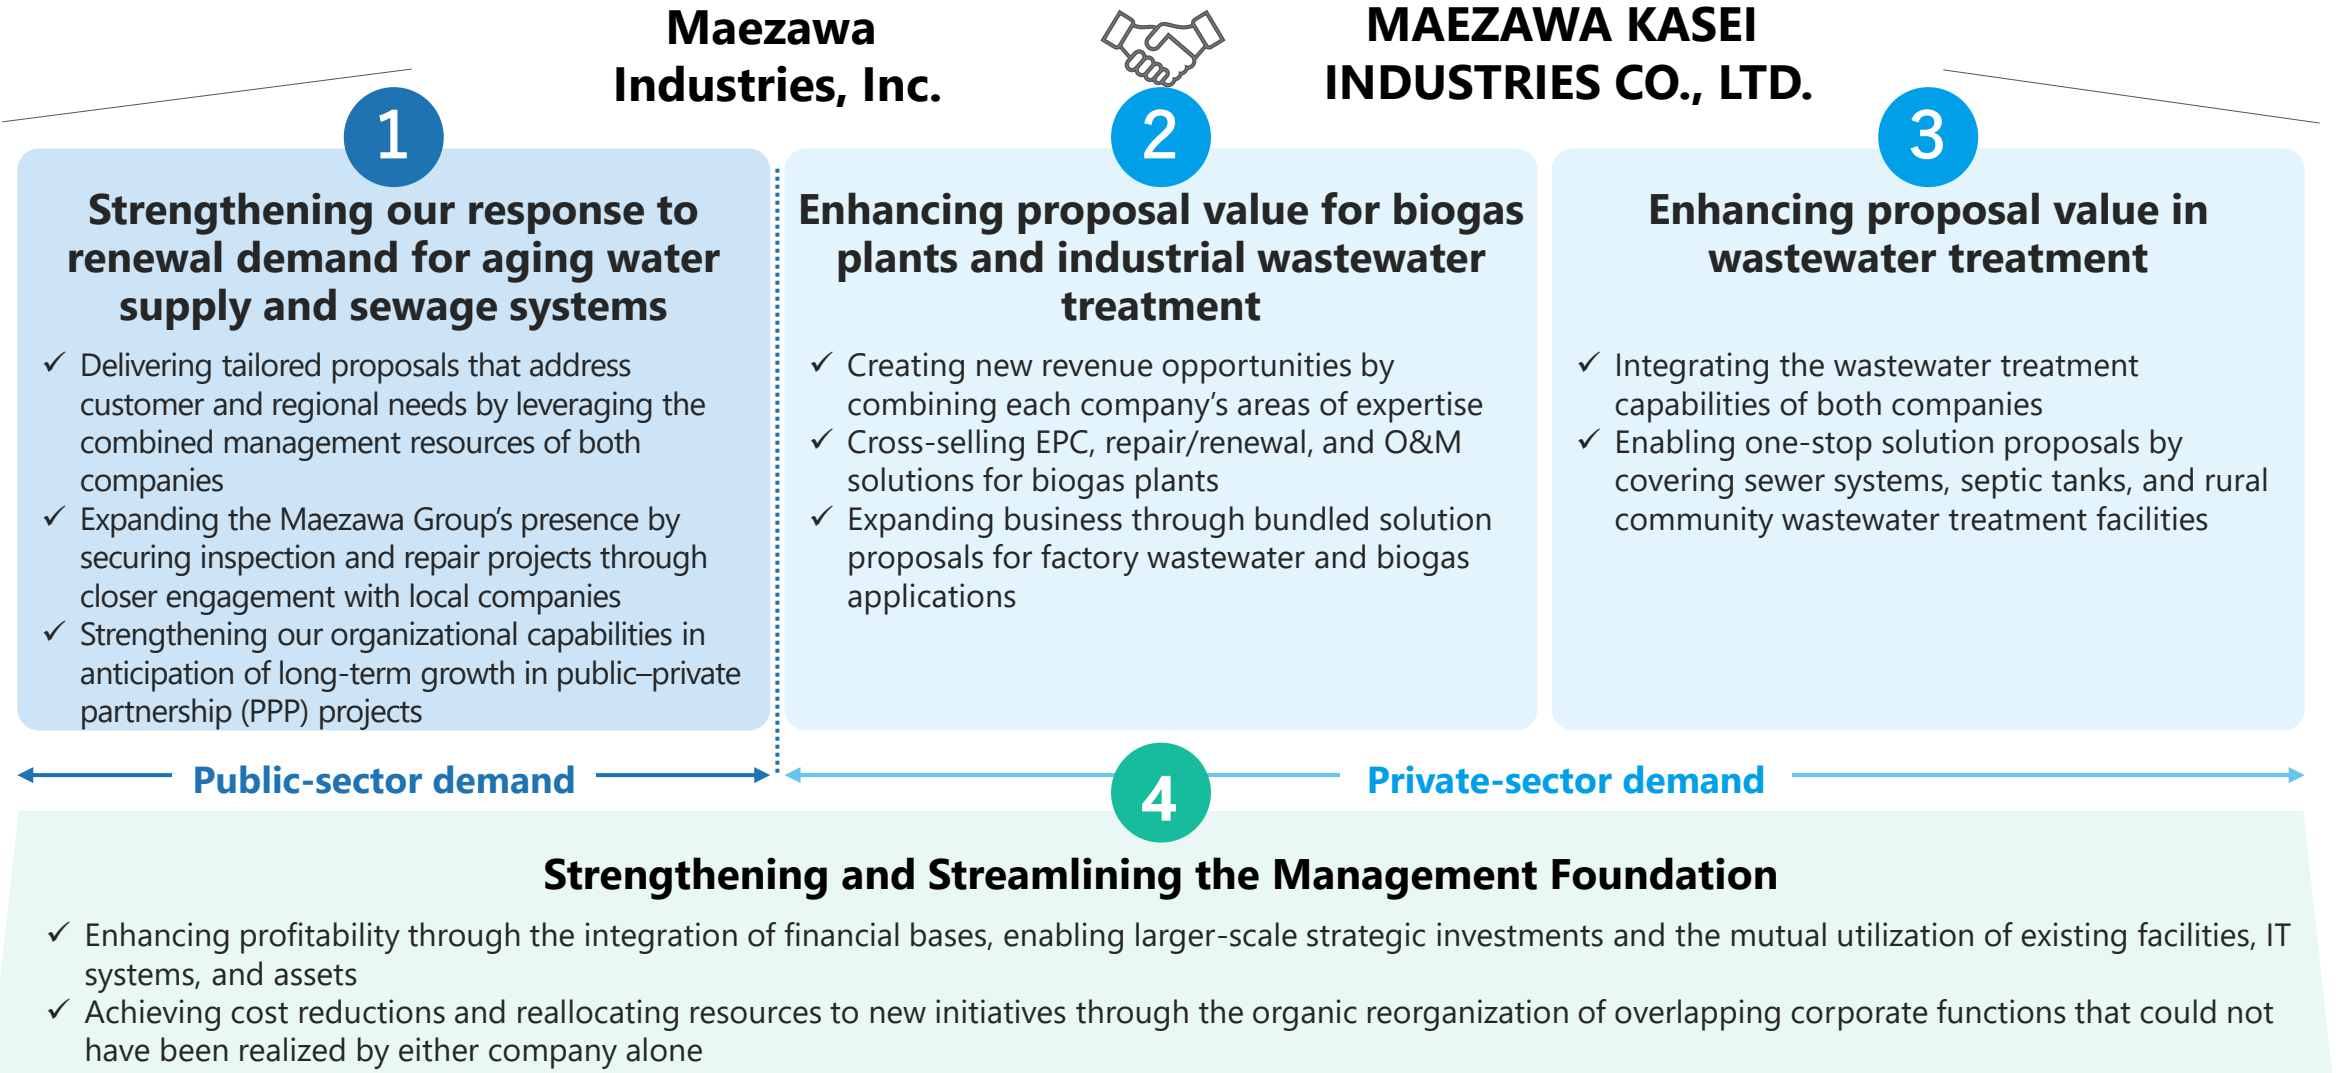 Maezawa
Industries, Inc.
MAEZAWA KASEI
INDUSTRIES CO., LTD.
1
Strengthening our response to
renewal demand for aging water
supply and sewage systems
✓ Delivering tailored proposals that address
customer and regional needs by leveraging the
combined management resources of both
companies
✓ Expanding the Maezawa Group’s presence by
securing inspection and repair projects through
closer engagement with local companies
✓ Strengthening our organizational capabilities in
anticipation of long-term growth in public–private
partnership (PPP) projects
2
Enhancing proposal value for biogas
plants and industrial wastewater
treatment
✓ Creating new revenue opportunities by
combining each company’s areas of expertise
✓ Cross-selling EPC, repair/renewal, and O&M
solutions for biogas plants
✓ Expanding business through bundled solution
proposals for factory wastewater and biogas
applications
3
Enhancing proposal value in
wastewater treatment
✓ Integrating the wastewater treatment
capabilities of both companies
✓ Enabling one-stop solution proposals by
covering sewer systems, septic tanks, and rural
community wastewater treatment facilities
Public-sector demand
Private-sector demand
4
Strengthening and Streamlining the Management Foundation
✓ Enhancing profitability through the integration of financial bases, enabling larger-scale strategic investments and the mutual utilization of existing facilities, IT
systems, and assets
✓ Achieving cost reductions and reallocating resources to new initiatives through the organic reorganization of overlapping corporate functions that could not
have been realized by either company alone